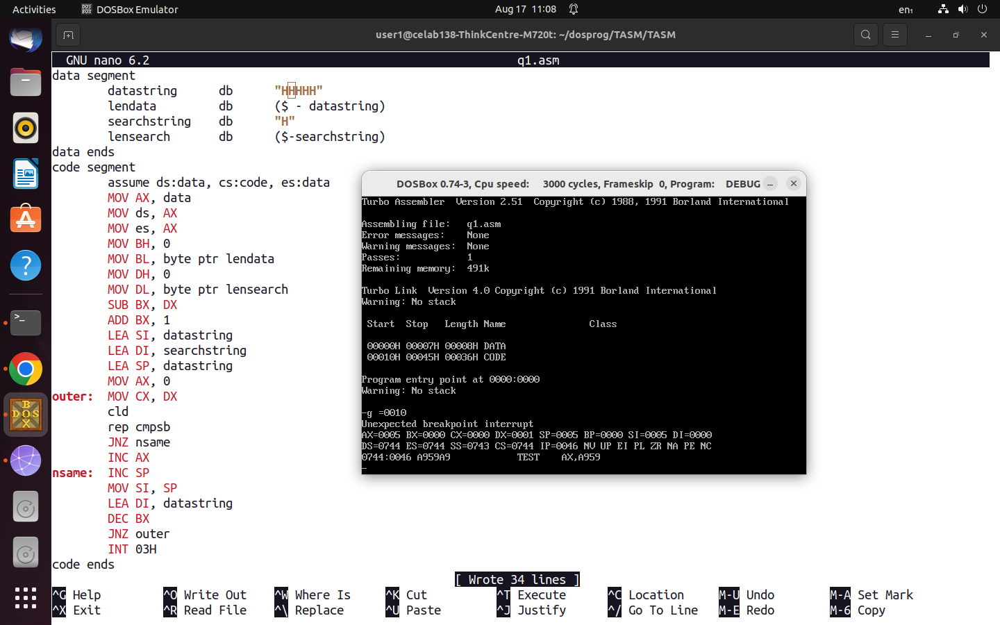 Activities DOSBox Emulator Aug 17 11:08 en₁
user1@celab138-ThinkCentre-M720t: ~/dosprog/TASM/TASM
GNU nano 6.2 q1.asm
data segment
datastring db "HHHHH"
lendata db ($ - datastring)
searchstring db "H"
lensearch db ($-searchstring)
data ends
code segment
assume ds:data, cs:code, es:data
MOV AX, data
MOV ds, AX
MOV es, AX
MOV BH, 0
MOV BL, byte ptr lendata
MOV DH, 0
MOV DL, byte ptr lensearch
SUB BX, DX
ADD BX, 1
LEA SI, datastring
LEA DI, searchstring
LEA SP, datastring
MOV AX, 0
outer: MOV CX, DX
cld
rep cmpsb
JNZ nsame
INC AX
nsame: INC SP
MOV SI, SP
LEA DI, datastring
DEC BX
JNZ outer
INT 03H
code ends
DOSBox 0.74-3, Cpu speed: 3000 cycles, Frameskip 0, Program: DEBUG
Turbo Assembler Version 2.51 Copyright (c) 1988, 1991 Borland International
Assembling file: q1.asm
Error messages: None
Warning messages: None
Passes: 1
Remaining memory: 491k
Turbo Link Version 4.0 Copyright (c) 1991 Borland International
Warning: No stack
Start Stop Length Name Class
00000H 00007H 00008H DATA
00010H 00045H 00036H CODE
Program entry point at 0000:0000
Warning: No stack
-g =0010
Unexpected breakpoint interrupt
AX=0005 BX=0000 CX=0000 DX=0001 SP=0005 BP=0000 SI=0005 DI=0000
DS=0744 ES=0744 SS=0743 CS=0744 IP=0046 NV UP EI PL ZR NA PE NC
0744:0046 A959A9 TEST AX,A959
-
[ Wrote 34 lines ]
^G Help ^O Write Out ^W Where Is ^K Cut ^T Execute ^C Location M-U Undo M-A Set Mark
^X Exit ^R Read File ^\ Replace ^U Paste ^J Justify ^/ Go To Line M-E Redo M-6 Copy